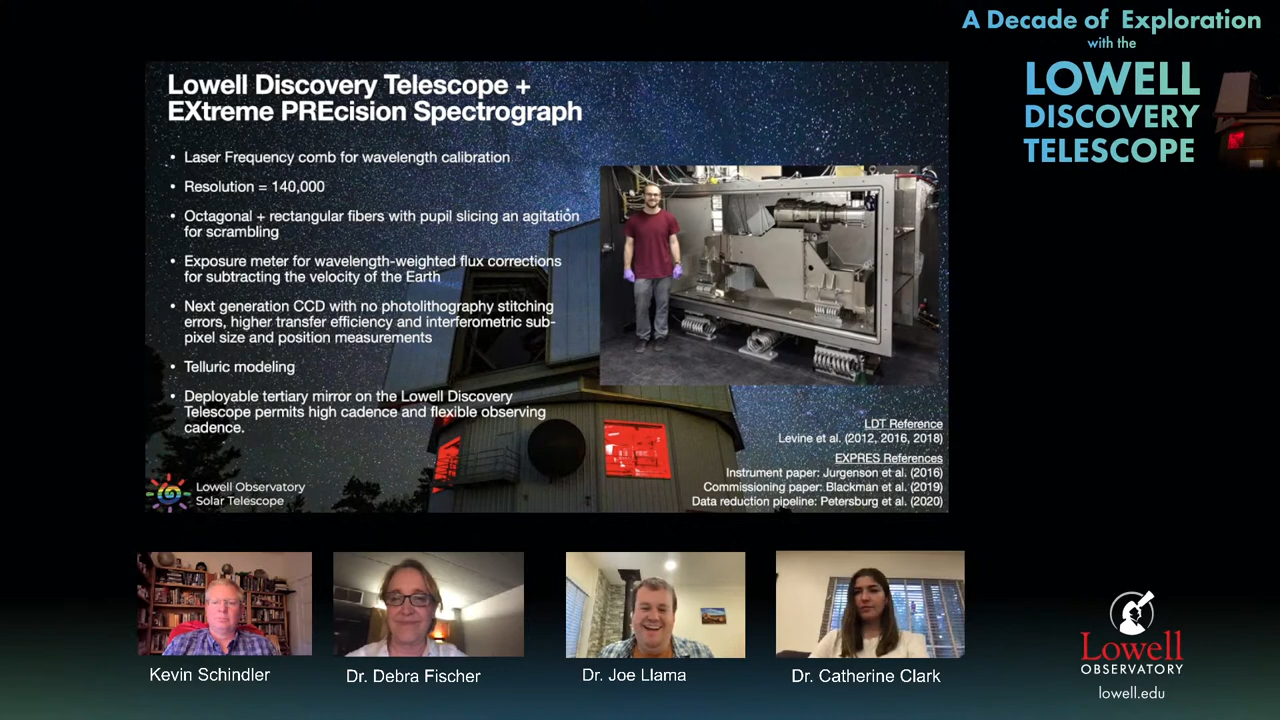 A Decade of Exploration
with the
LOWELL
DISCOVERY
TELESCOPE
Lowell Discovery Telescope +
EXtreme PREcision Spectrograph
• Laser Frequency comb for wavelength calibration
• Resolution = 140,000
• Octagonal + rectangular fibers with pupil slicing an agitation
for scrambling
• Exposure meter for wavelength-weighted flux corrections
for subtracting the velocity of the Earth
• Next generation CCD with no photolithography stitching
errors, higher transfer efficiency and interferometric sub-
pixel size and position measurements
• Telluric modeling
• Deployable tertiary mirror on the Lowell Discovery
Telescope permits high cadence and flexible observing
cadence.
LDT Reference
Levine et al. (2012, 2016, 2018)
EXPRES References
Instrument paper: Jurgenson et al. (2016)
Commissioning paper: Blackman et al. (2019)
Data reduction pipeline: Petersburg et al. (2020)
Lowell Observatory
Solar Telescope
Kevin Schindler
Dr. Debra Fischer
Dr. Joe Llama
Dr. Catherine Clark
Lowell
OBSERVATORY
lowell.edu